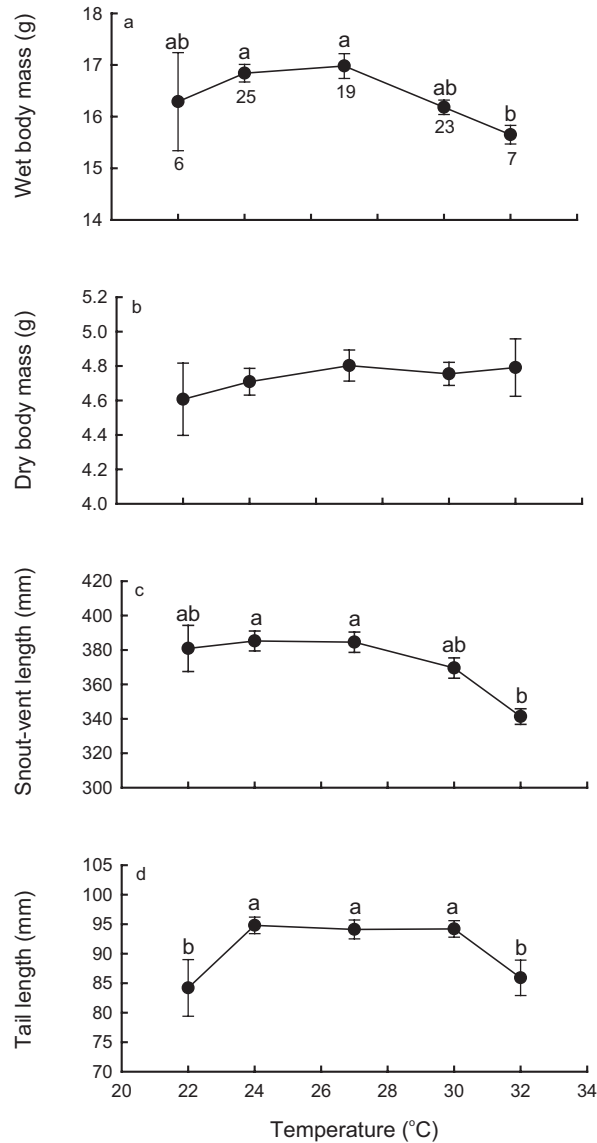 Wet body mass (g)
18
17
16
15
14
a
ab
a
a
ab
b
6
25
19
23
7
Dry body mass (g)
5.2
5.0
4.8
4.6
4.4
4.2
4.0
b
Snout-vent length (mm)
420
400
380
360
340
320
300
c
ab
a
a
ab
b
Tail length (mm)
105
100
95
90
85
80
75
70
d
b
a
a
a
b
20 22 24 26 28 30 32 34
Temperature (°C)